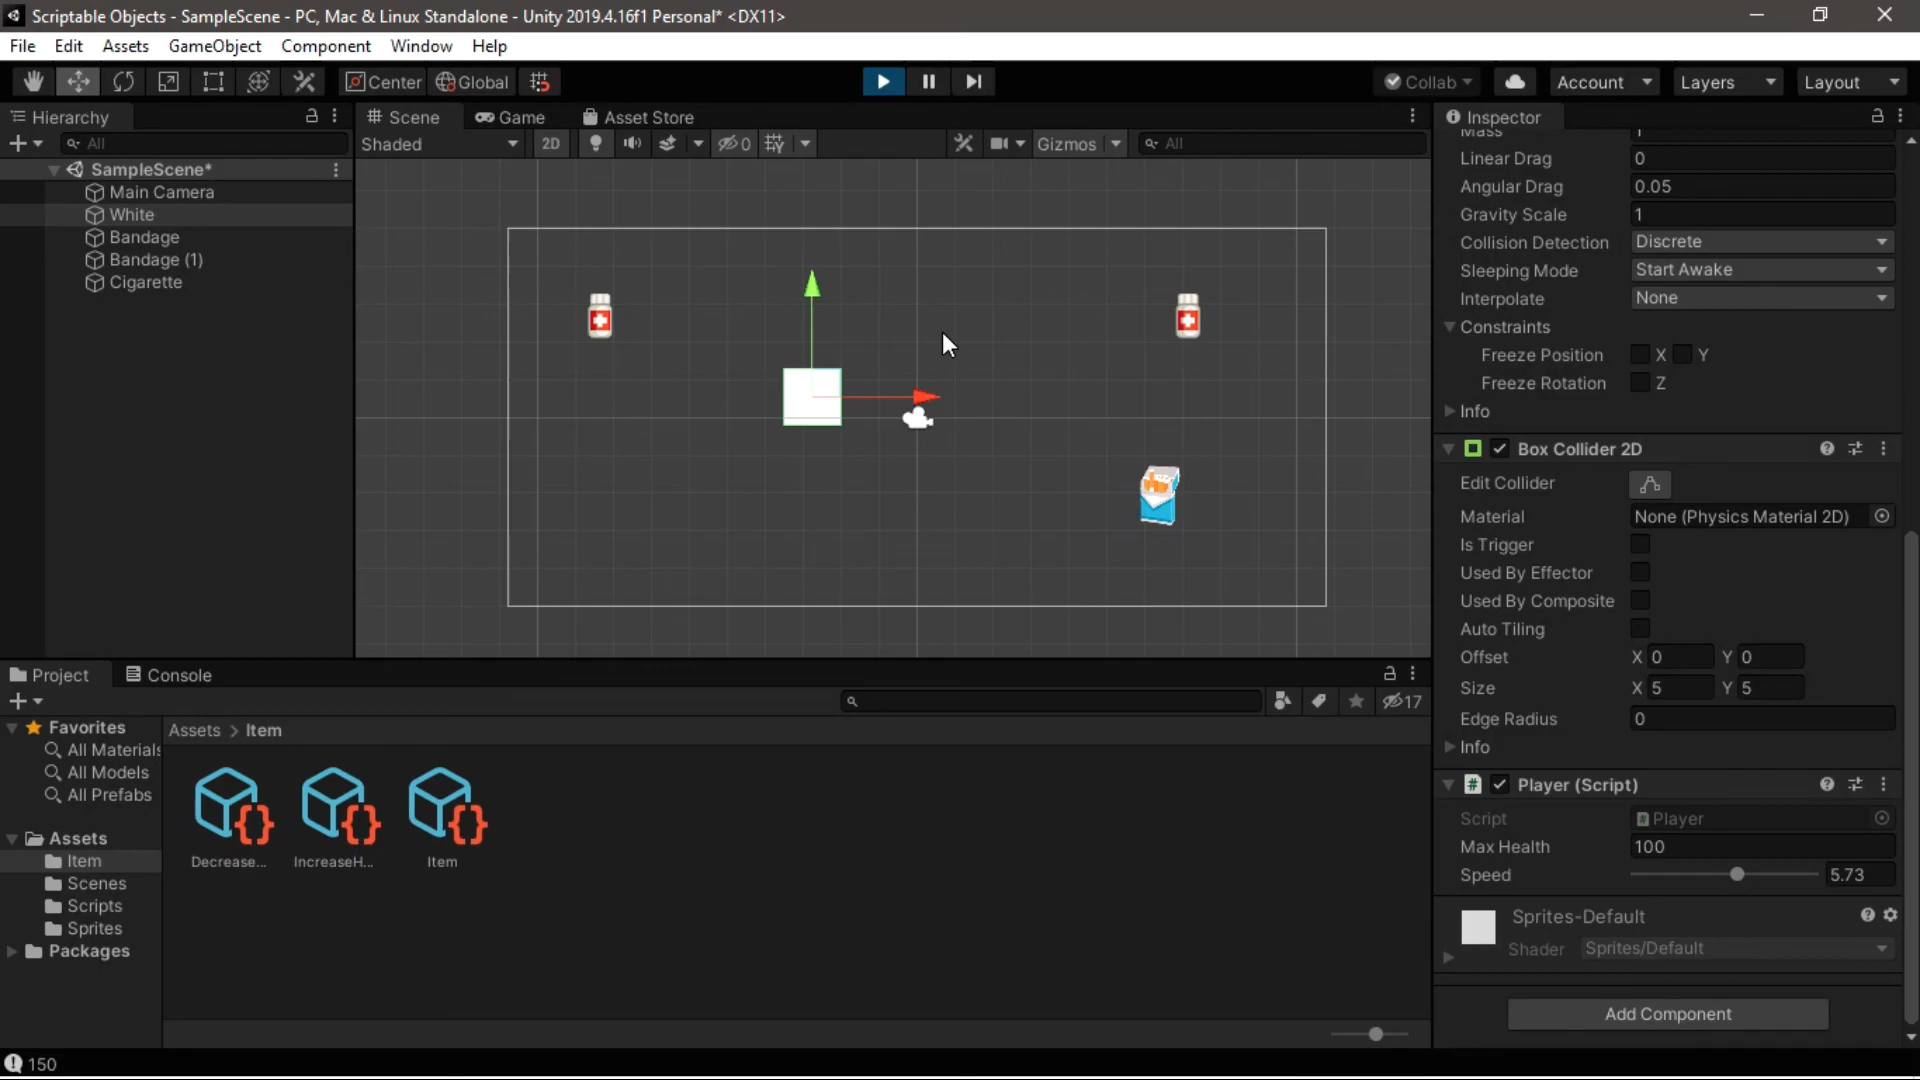 Scriptable Objects - SampleScene - PC, Mac & Linux Standalone - Unity 2019.4.16f1 Personal* <DX11>
File Edit Assets GameObject Component Window Help
Center Global Collab Account Layers Layout
Hierarchy
All
SampleScene*
Main Camera
White
Bandage
Bandage (1)
Cigarette
Scene Game Asset Store
Shaded 2D 0 Gizmos All
Inspector
Mass 1
Linear Drag 0
Angular Drag 0.05
Gravity Scale 1
Collision Detection Discrete
Sleeping Mode Start Awake
Interpolate None
Constraints
Freeze Position X Y
Freeze Rotation Z
Info
Box Collider 2D
Edit Collider
Material None (Physics Material 2D)
Is Trigger
Used By Effector
Used By Composite
Auto Tiling
Offset X 0 Y 0
Size X 5 Y 5
Edge Radius 0
Info
# Player (Script)
Script # Player
Max Health 100
Speed 5.73
Sprites-Default
Shader Sprites/Default
Add Component
Project Console
17
Favorites
All Materials
All Models
All Prefabs
Assets
Item
Scenes
Scripts
Sprites
Packages
Assets > Item
Decrease... IncreaseH... Item
150